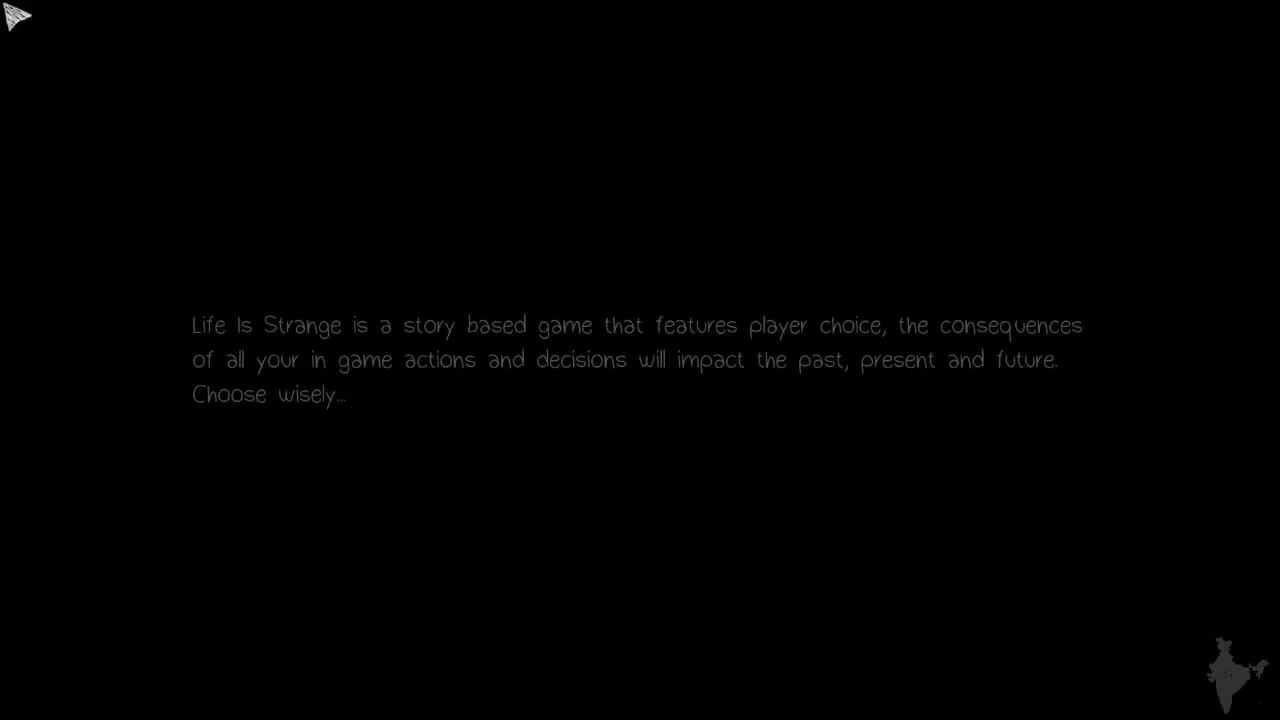 Life Is Strange is a story based game that features player choice, the consequences
of all your in game actions and decisions will impact the past, present and future.
Choose wisely...